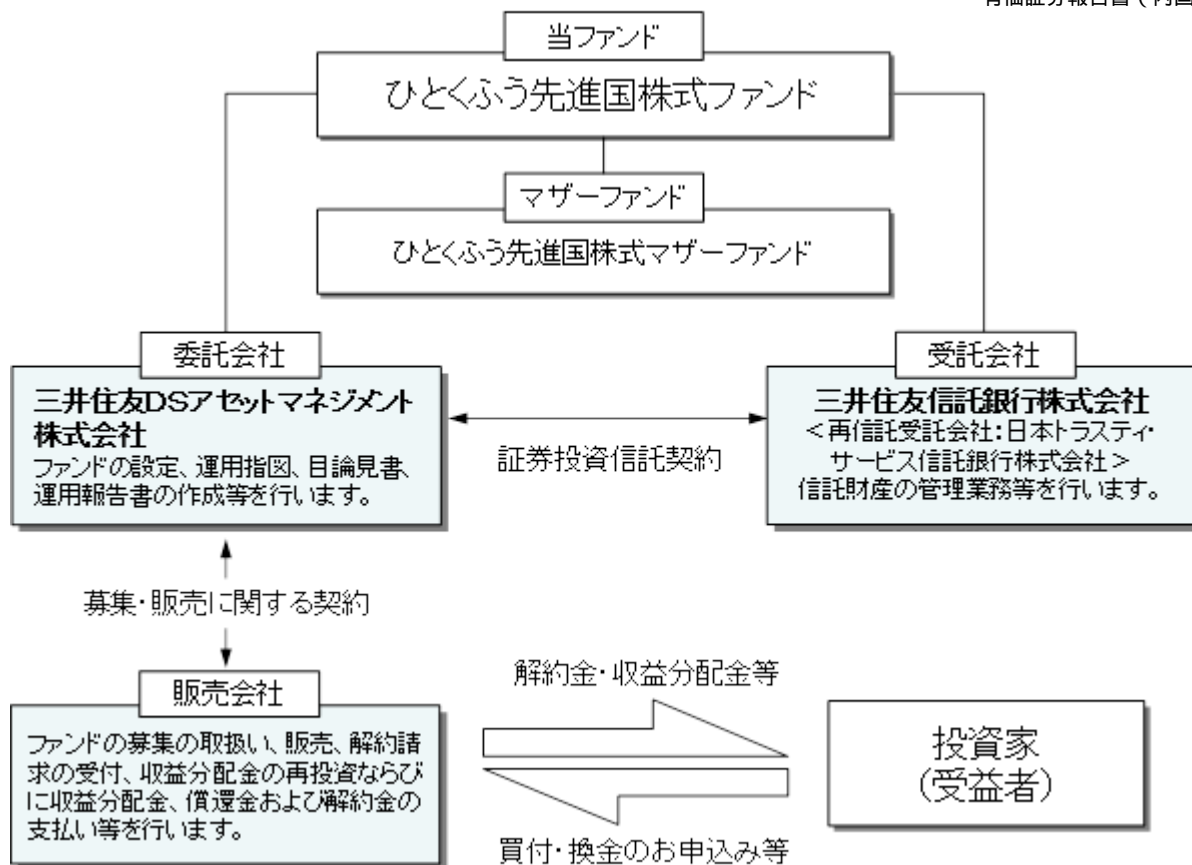 当ファンド
ひとくふう先進国株式ファンド
マザーファンド
ひとくふう先進国株式マザーファンド
委託会社
三井住友DSアセットマネジメント
株式会社
ファンドの設定、運用指図、目論見書、
運用報告書の作成等を行います。
証券投資信託契約
受託会社
三井住友信託銀行株式会社
<再信託受託会社:日本トラスティ・
サービス信託銀行株式会社>
信託財産の管理業務等を行います。
募集・販売に関する契約
販売会社
ファンドの募集の取扱い、販売、解約請
求の受付、収益分配金の再投資ならび
に収益分配金、償還金および解約金の
支払い等を行います。
解約金・収益分配金等
買付・換金のお申込み等
投資家
(受益者)